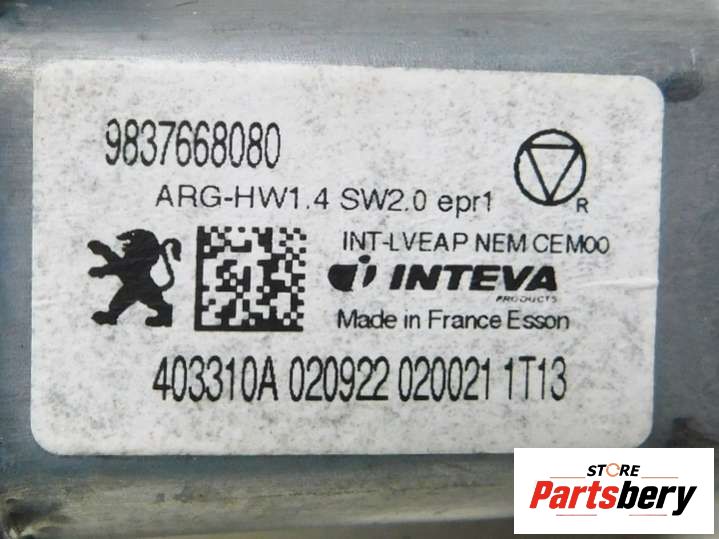 9837668080
ARG-HW1.4 SW2.0 epr1
R
INT-LVEAP NEM CEM00
INTEVA
PRODUCTS
Made in France Esson
403310A 020922 020021 1T13
STORE
Partsbery